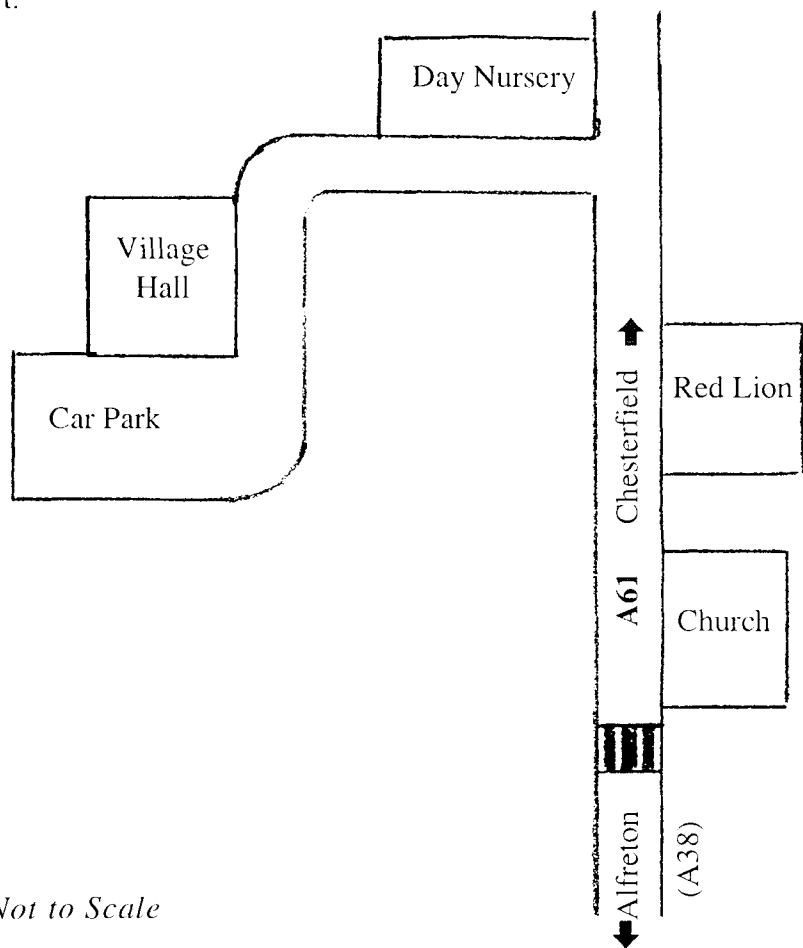 t.
Day Nursery
Village
Hall
Car Park
Chesterfield
Red Lion
A61
Church
Alfreton
(A38)
Not to Scale